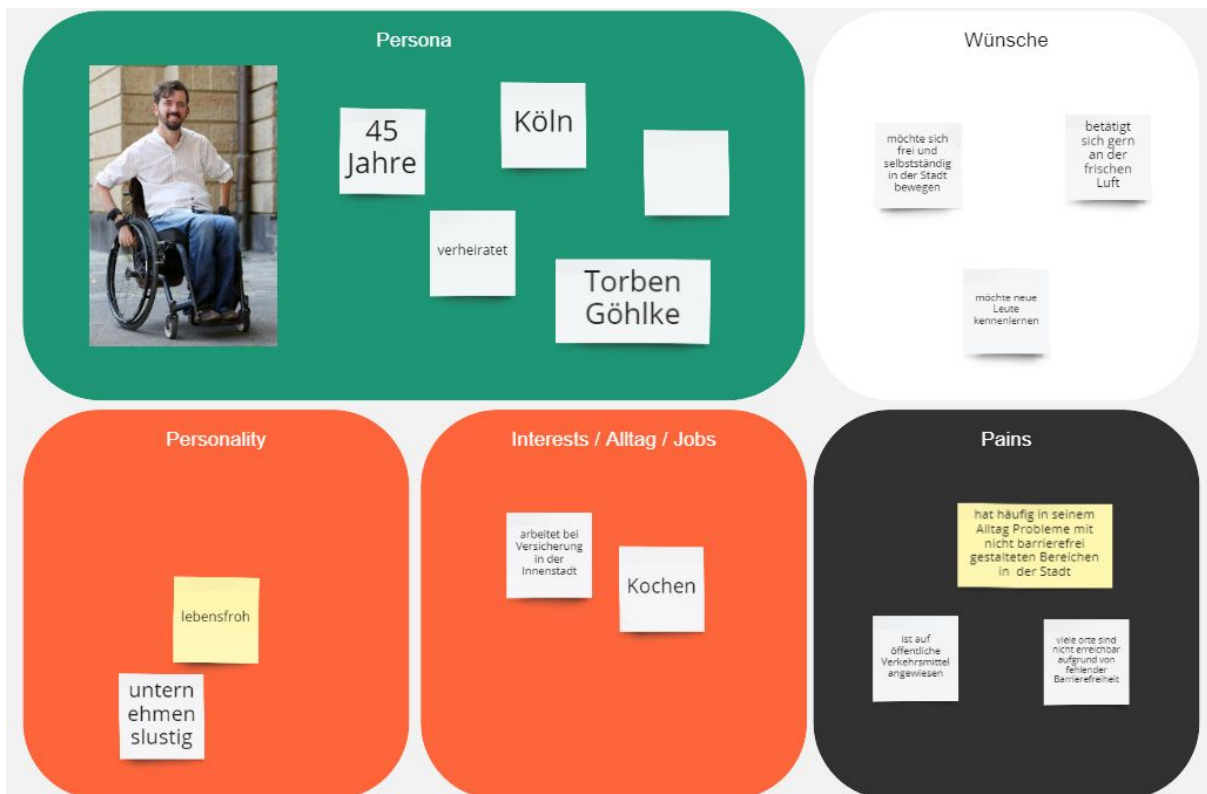 Persona
45
Jahre
Köln
verheiratet
Torben
Göhlke
Wünsche
möchte sich
frei und
selbstständig
in der Stadt
bewegen
betätigt
sich gern
an der
frischen
Luft
möchte neue
Leute
kennenlernen
Personality
lebensfroh
untern
ehmen
slustig
Interests / Alltag / Jobs
arbeitet bei
Versicherung
in der
Innenstadt
Kochen
Pains
hat häufig in seinem
Alltag Probleme mit
nicht barrierefrei
gestalteten Bereichen
in der Stadt
ist auf
öffentliche
Verkehrsmittel
angewiesen
viele orte sind
nicht erreichbar
aufgrund von
fehlender
Barrierefreiheit